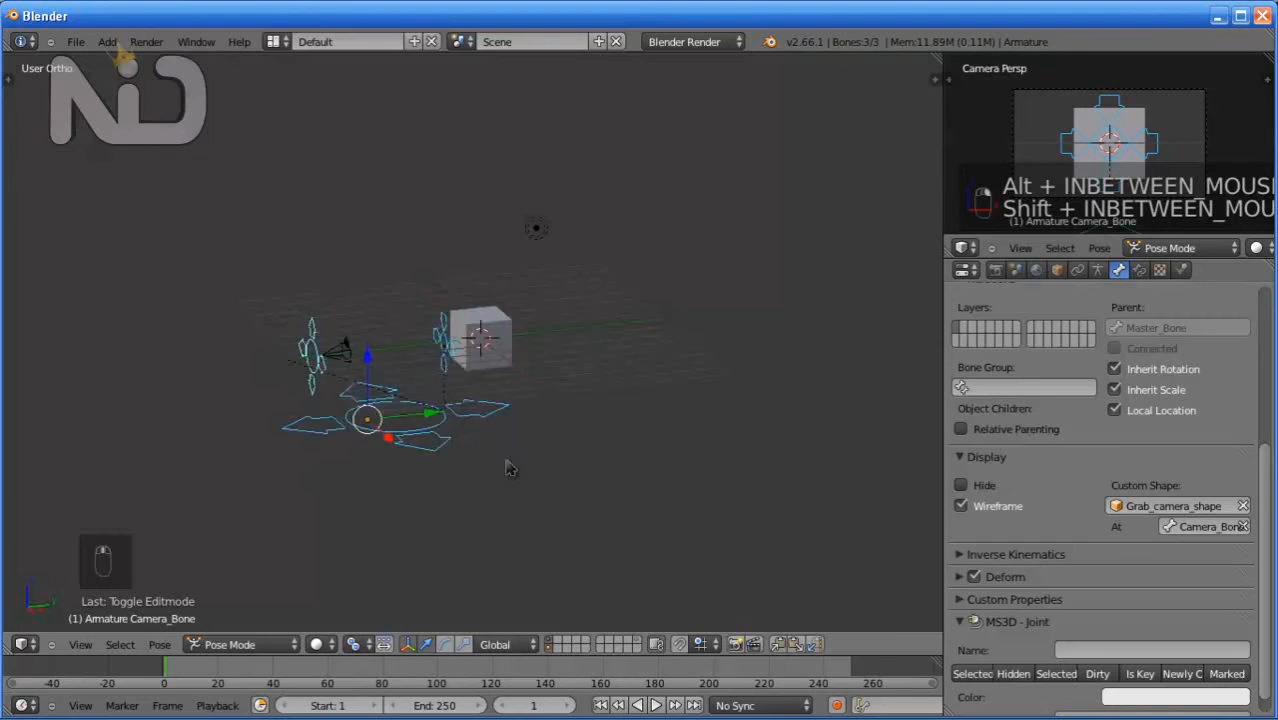 Blender
File Add Render Window Help Default Scene Blender Render v2.66.1 | Bones:3/3 | Mem:11.89M (0.11M) | Armature
User Ortho
NiD
Camera Persp
Alt + INBETWEEN_MOUSE
Shift + INBETWEEN_MOU
(1) Armature Camera_Bone
View Select Pose Pose Mode
Layers: Parent:
Master_Bone
Connected
Bone Group: Inherit Rotation
Inherit Scale
Object Children: Local Location
Relative Parenting
Display
Hide Custom Shape:
Wireframe Grab_camera_shape
At Camera_Bone
Inverse Kinematics
Deform
Custom Properties
MS3D - Joint
Name:
Selected Hidden Selected Dirty Is Key Newly C Marked
Color:
Last: Toggle Editmode
(1) Armature Camera_Bone
View Select Pose Pose Mode Global
-40 -20 0 20 40 60 80 100 120 140 160 180 200 220 240 260
View Marker Frame Playback Start: 1 End: 250 1 No Sync